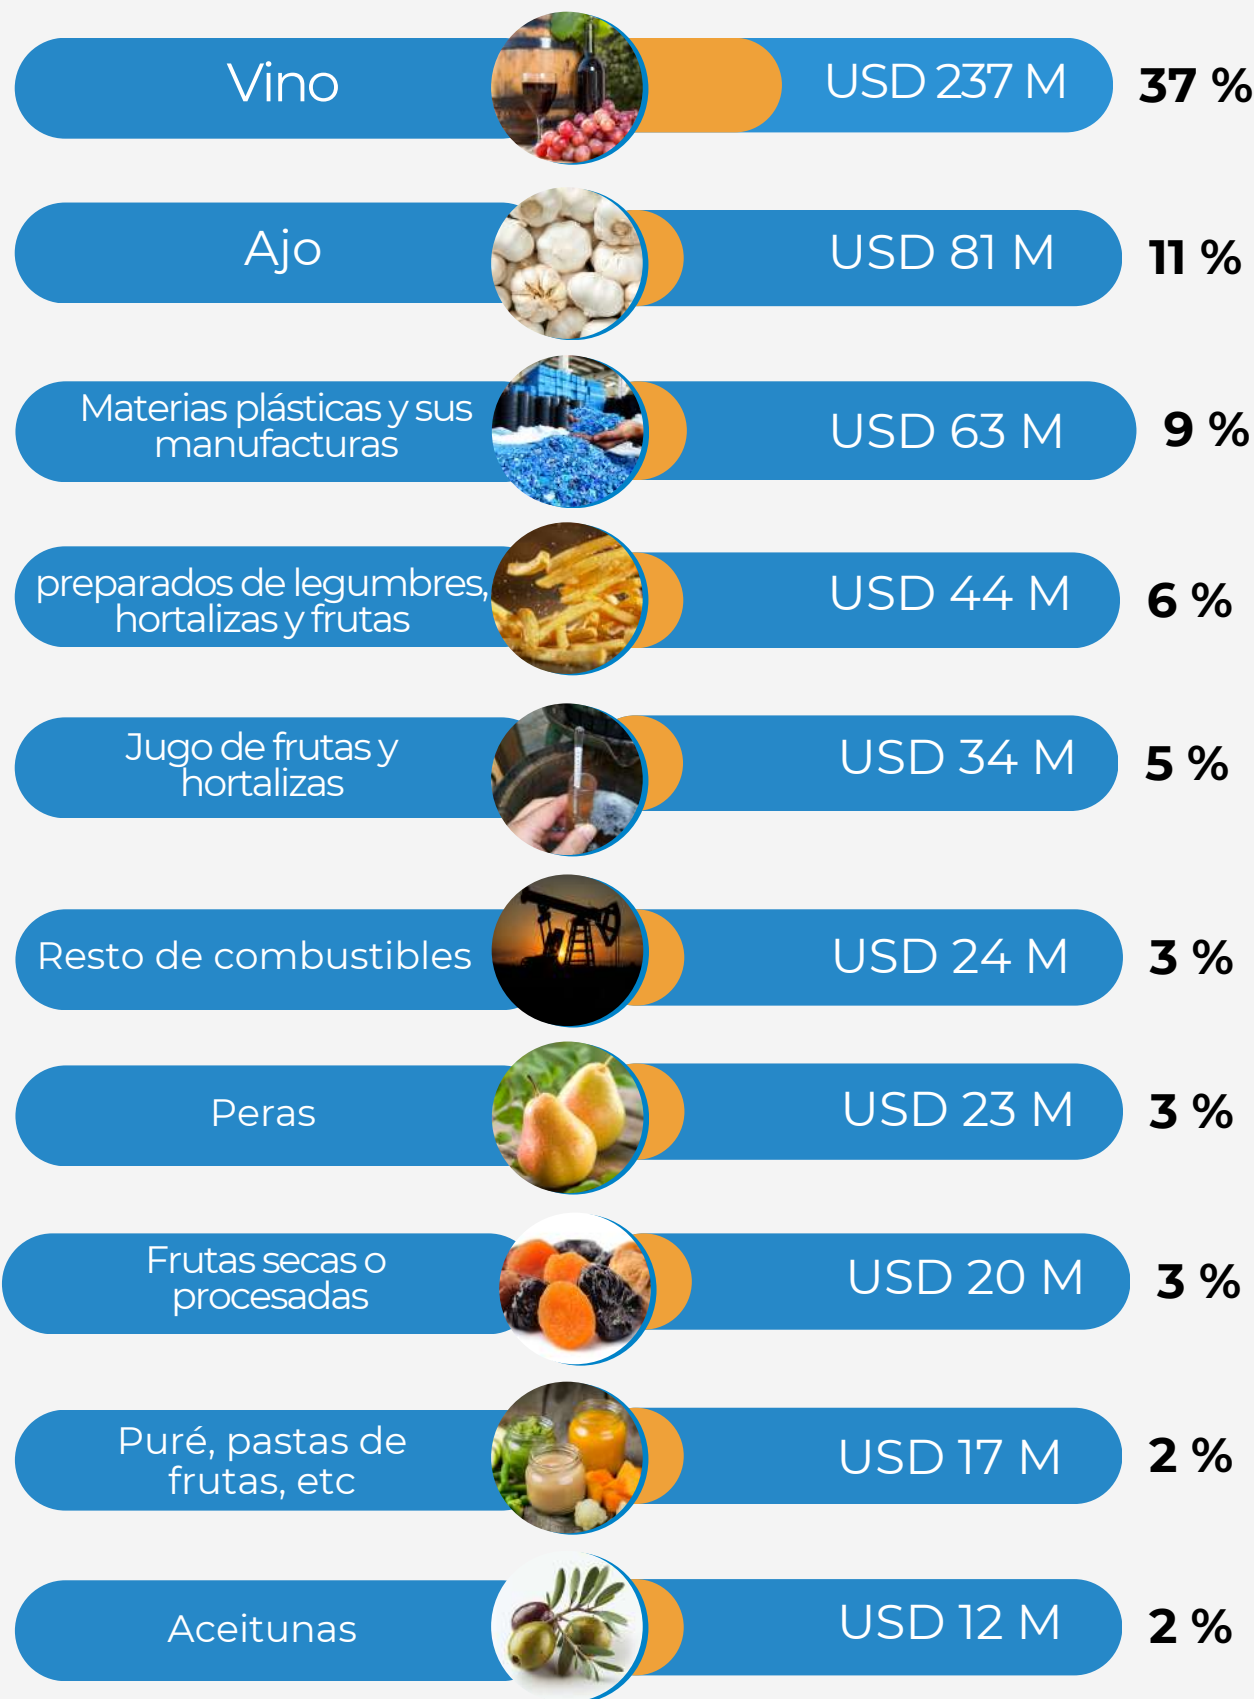 Vino
USD 237 M
37 %
Ajo
USD 81 M
11 %
Materias plásticas y sus
manufacturas
USD 63 M
9 %
preparados de legumbres,
hortalizas y frutas
USD 44 M
6 %
Jugo de frutas y
hortalizas
USD 34 M
5 %
Resto de combustibles
USD 24 M
3 %
Peras
USD 23 M
3 %
Frutas secas o
procesadas
USD 20 M
3 %
Puré, pastas de
frutas, etc
USD 17 M
2 %
Aceitunas
USD 12 M
2 %